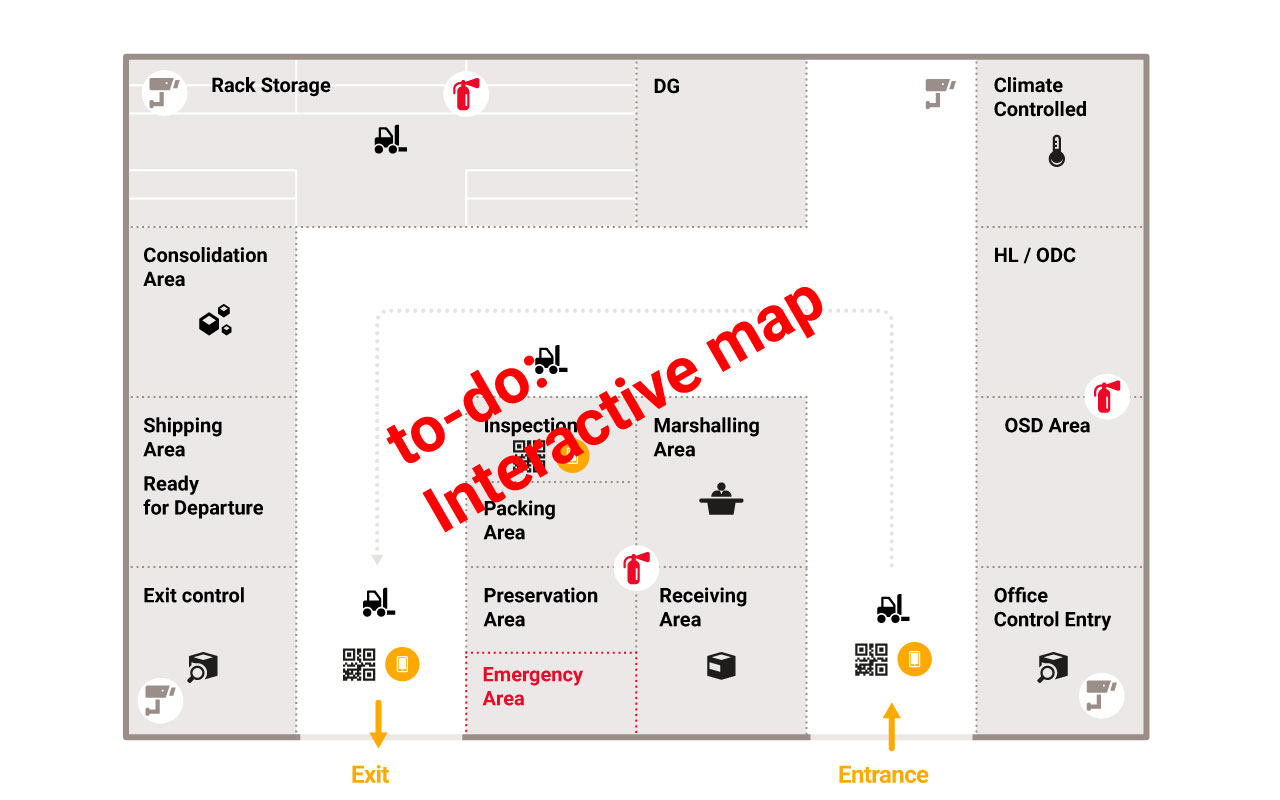 Rack Storage
DG
Climate
Controlled
Consolidation
Area
HL / ODC
to-do:
Interactive map
Shipping
Area
Ready
for Departure
Inspection
Marshalling
Area
OSD Area
Packing
Area
Exit control
Preservation
Area
Receiving
Area
Office
Control Entry
Emergency
Area
Exit
Entrance